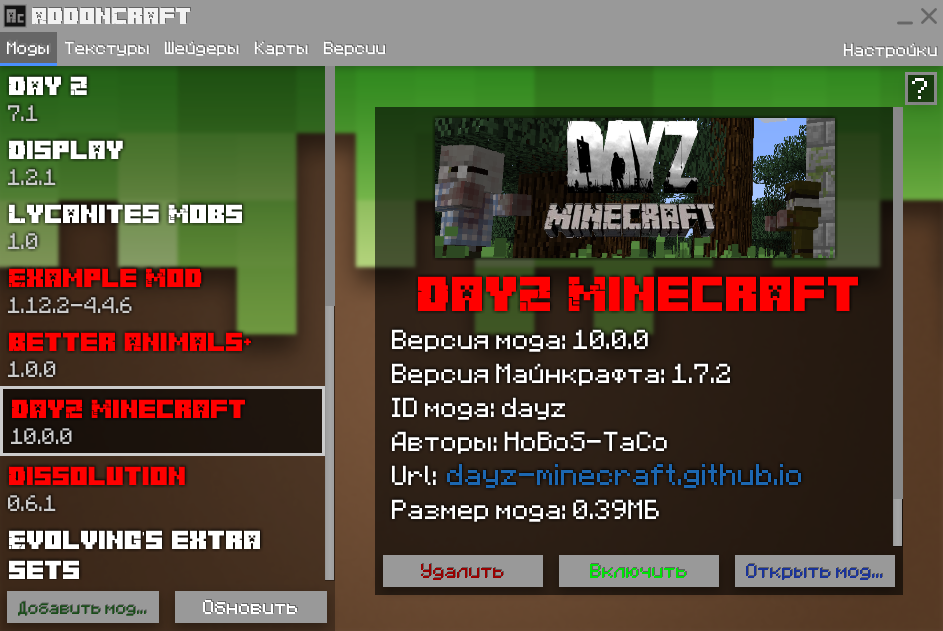 Ac ADDONCRAFT
Моды Текстуры Шейдеры Карты Версии
Настройки
DAY Z
7.1
DISPLAY
1.2.1
LYCANITES MOBS
1.0
EXAMPLE MOD
1.12.2-4.4.6
BETTER ANIMALS+
1.0.0
DAYZ MINECRAFT
10.0.0
DISSOLUTION
0.6.1
EVOLVING'S EXTRA
SETS
Добавить мод...
Обновить
?
DAYZ
MINECRAFT
DAYZ MINECRAFT
Версия мода: 10.0.0
Версия Майнкрафта: 1.7.2
ID мода: dayz
Авторы: HoBoS-TaCo
Url: dayz-minecraft.github.io
Размер мода: 0.39МБ
Удалить
Включить
Открыть мод...